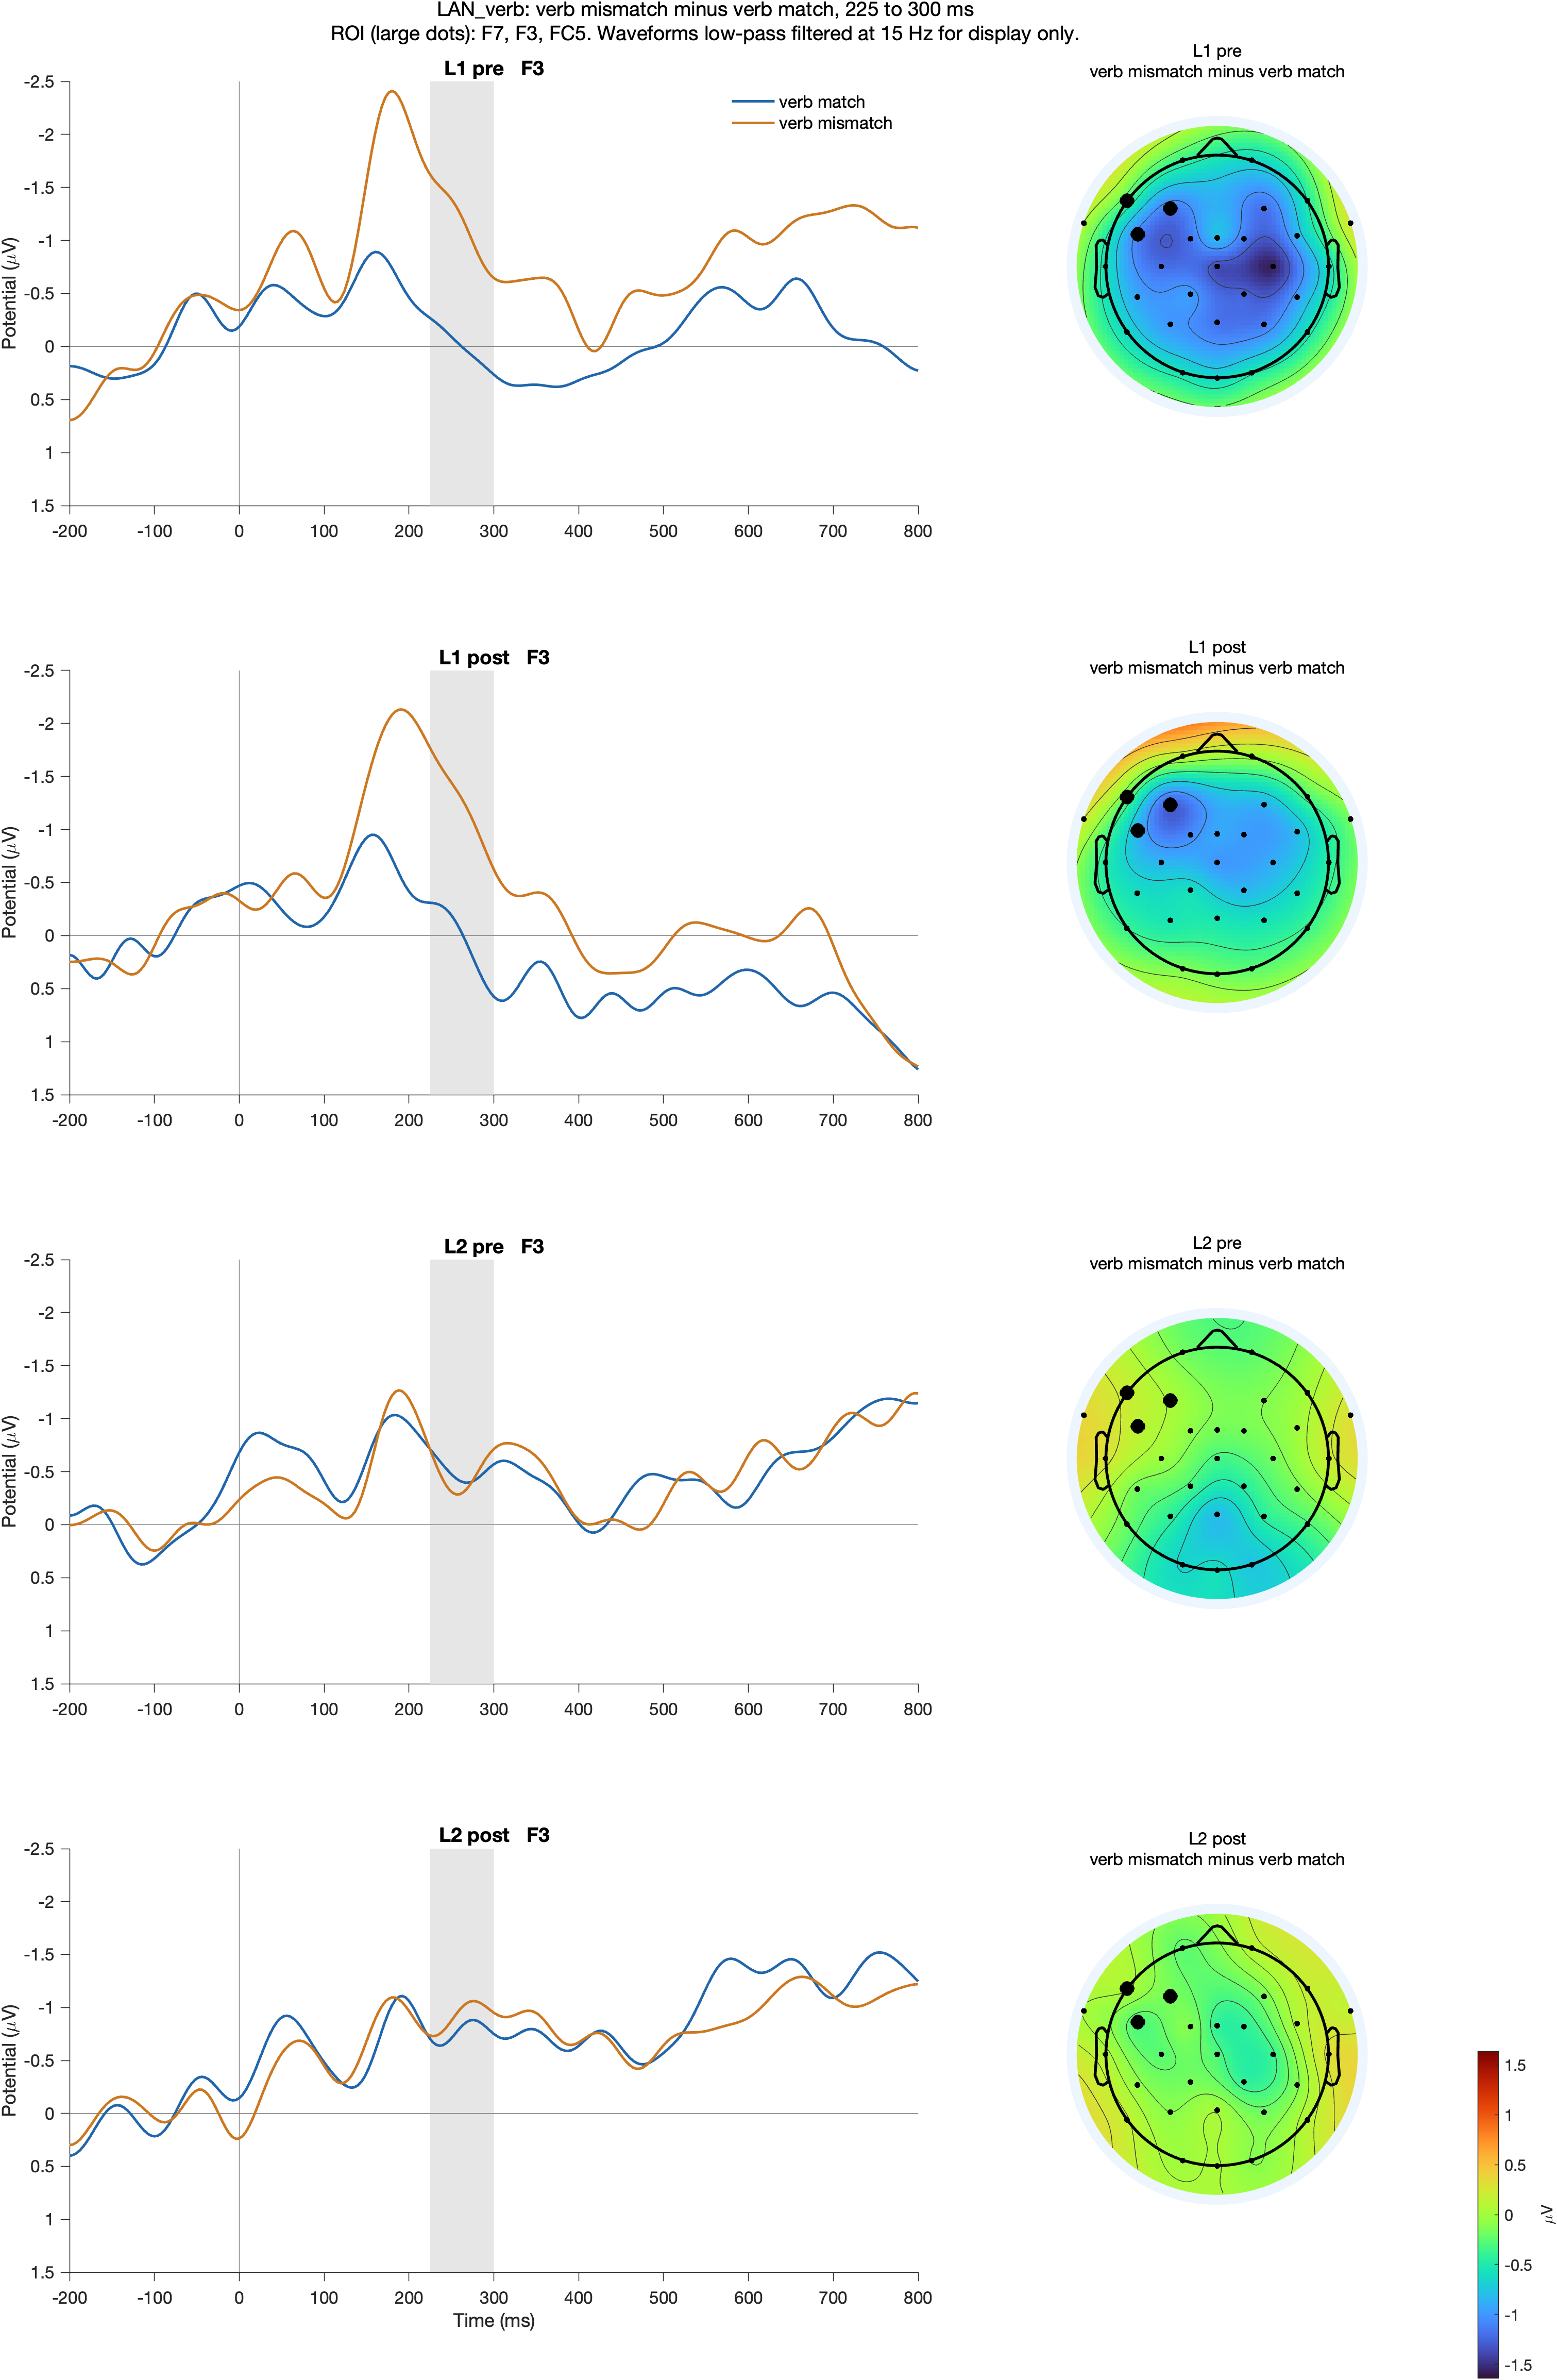 LAN_verb: verb mismatch minus verb match, 225 to 300 ms
ROI (large dots): F7, F3, FC5. Waveforms low-pass filtered at 15 Hz for display only.
L1 pre F3
-2.5
-2
-1.5
-1
-0.5
0
0.5
1
1.5
Potential (μV)
verb match
verb mismatch
-200 -100 0 100 200 300 400 500 600 700 800
L1 pre
verb mismatch minus verb match
L1 post F3
-2.5
-2
-1.5
-1
-0.5
0
0.5
1
1.5
Potential (μV)
-200 -100 0 100 200 300 400 500 600 700 800
L1 post
verb mismatch minus verb match
L2 pre F3
-2.5
-2
-1.5
-1
-0.5
0
0.5
1
1.5
Potential (μV)
-200 -100 0 100 200 300 400 500 600 700 800
L2 pre
verb mismatch minus verb match
L2 post F3
-2.5
-2
-1.5
-1
-0.5
0
0.5
1
1.5
Potential (μV)
-200 -100 0 100 200 300 400 500 600 700 800
Time (ms)
L2 post
verb mismatch minus verb match
1.5
1
0.5
0
-0.5
-1
-1.5
μV